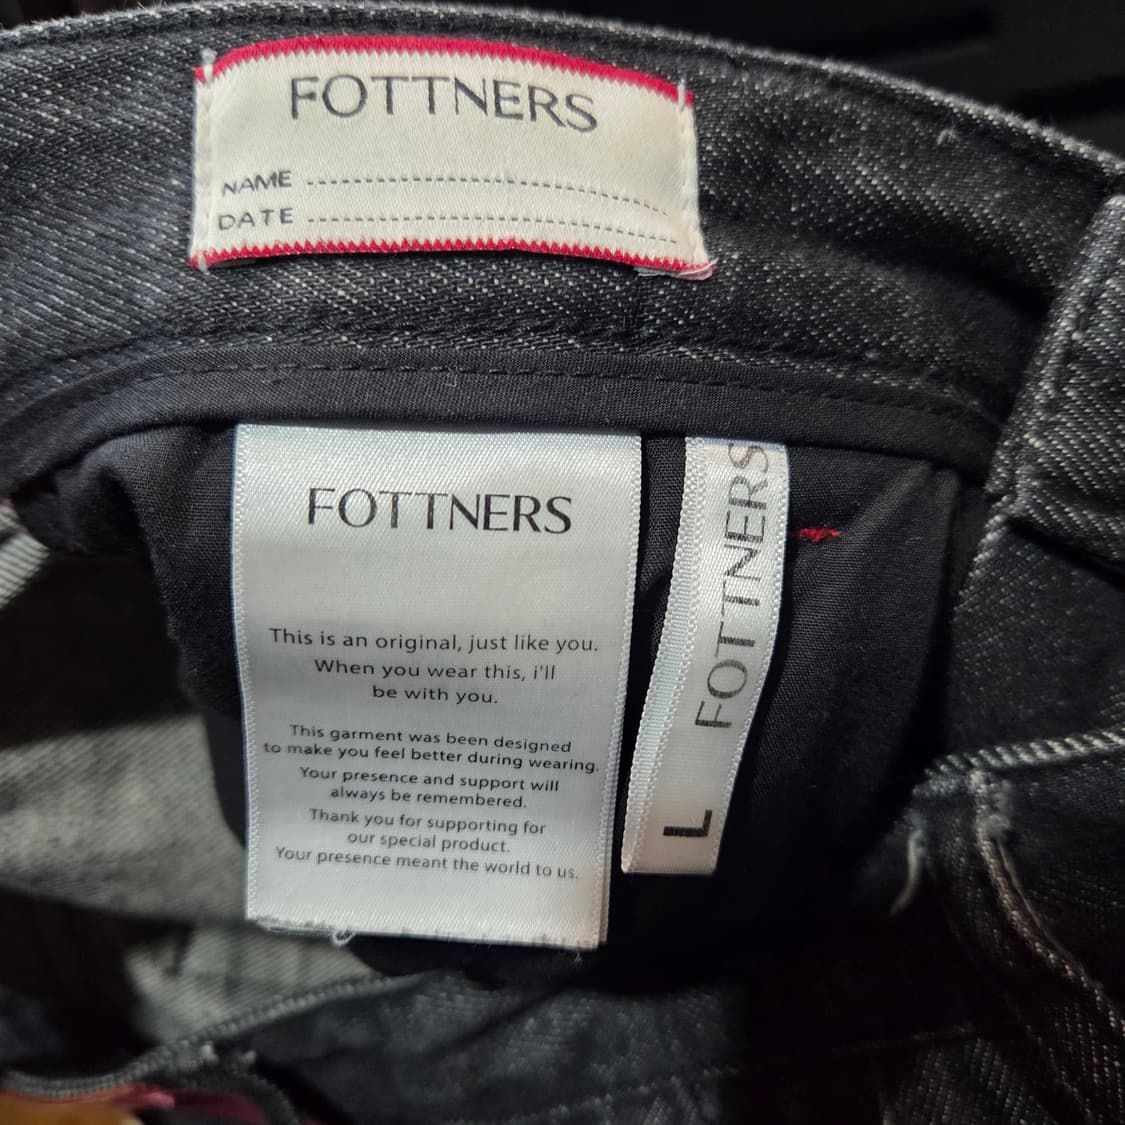 FOTTNERS
NAME
DATE
FOTTNERS
This is an original, just like you.
When you wear this, i'll
be with you.
This garment was been designed
to make you feel better during wearing.
Your presence and support will
always be remembered.
Thank you for supporting for
our special product.
Your presence meant the world to us.
L FOTTNERS